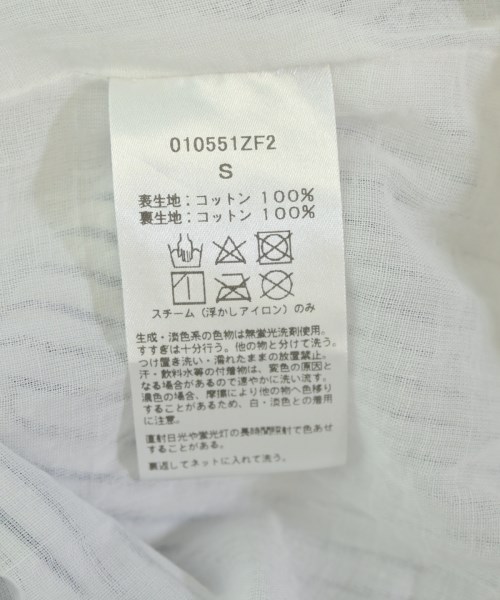 010551ZF2
S
表生地：コットン 100%
裏生地：コットン 100%
スチーム（浮かしアイロン）のみ
生成・淡色系の色物は無蛍光洗剤使用。
すすぎは十分行う。他の物と分けて洗う。
つけ置き洗い・濡れたままの放置禁止。
汗・飲料水等の付着物は、変色の原因と
なる場合があるので速やかに洗い流す。
濃色の場合、摩擦により他の物へ色移り
することがあるため、白・淡色との着用
に注意。
直射日光や蛍光灯の長時間照射で色あせ
することがある。
裏返してネットに入れて洗う。